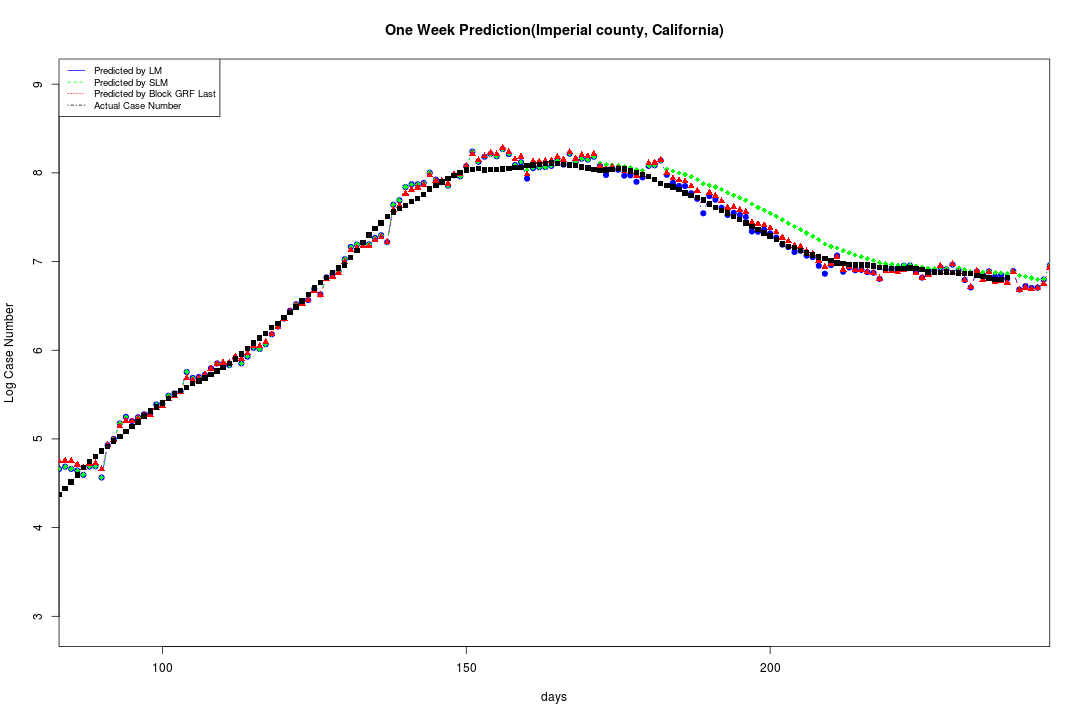 One Week Prediction(Imperial county, California)
Predicted by LM
Predicted by SLM
Predicted by Block GRF Last
Actual Case Number
9
8
7
6
5
4
3
Log Case Number
100 150 200
days